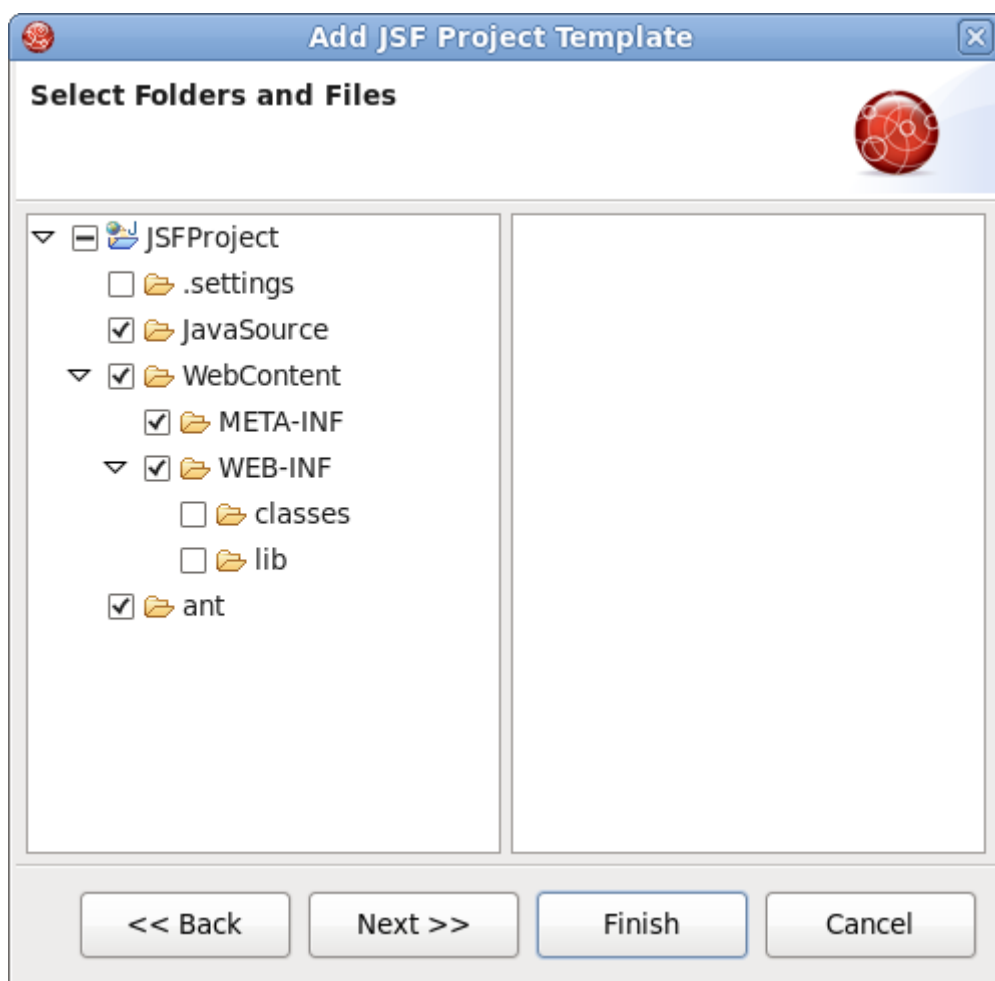 Add JSF Project Template
Select Folders and Files
JSFProject
.settings
JavaSource
WebContent
META-INF
WEB-INF
classes
lib
ant
<< Back Next >> Finish Cancel